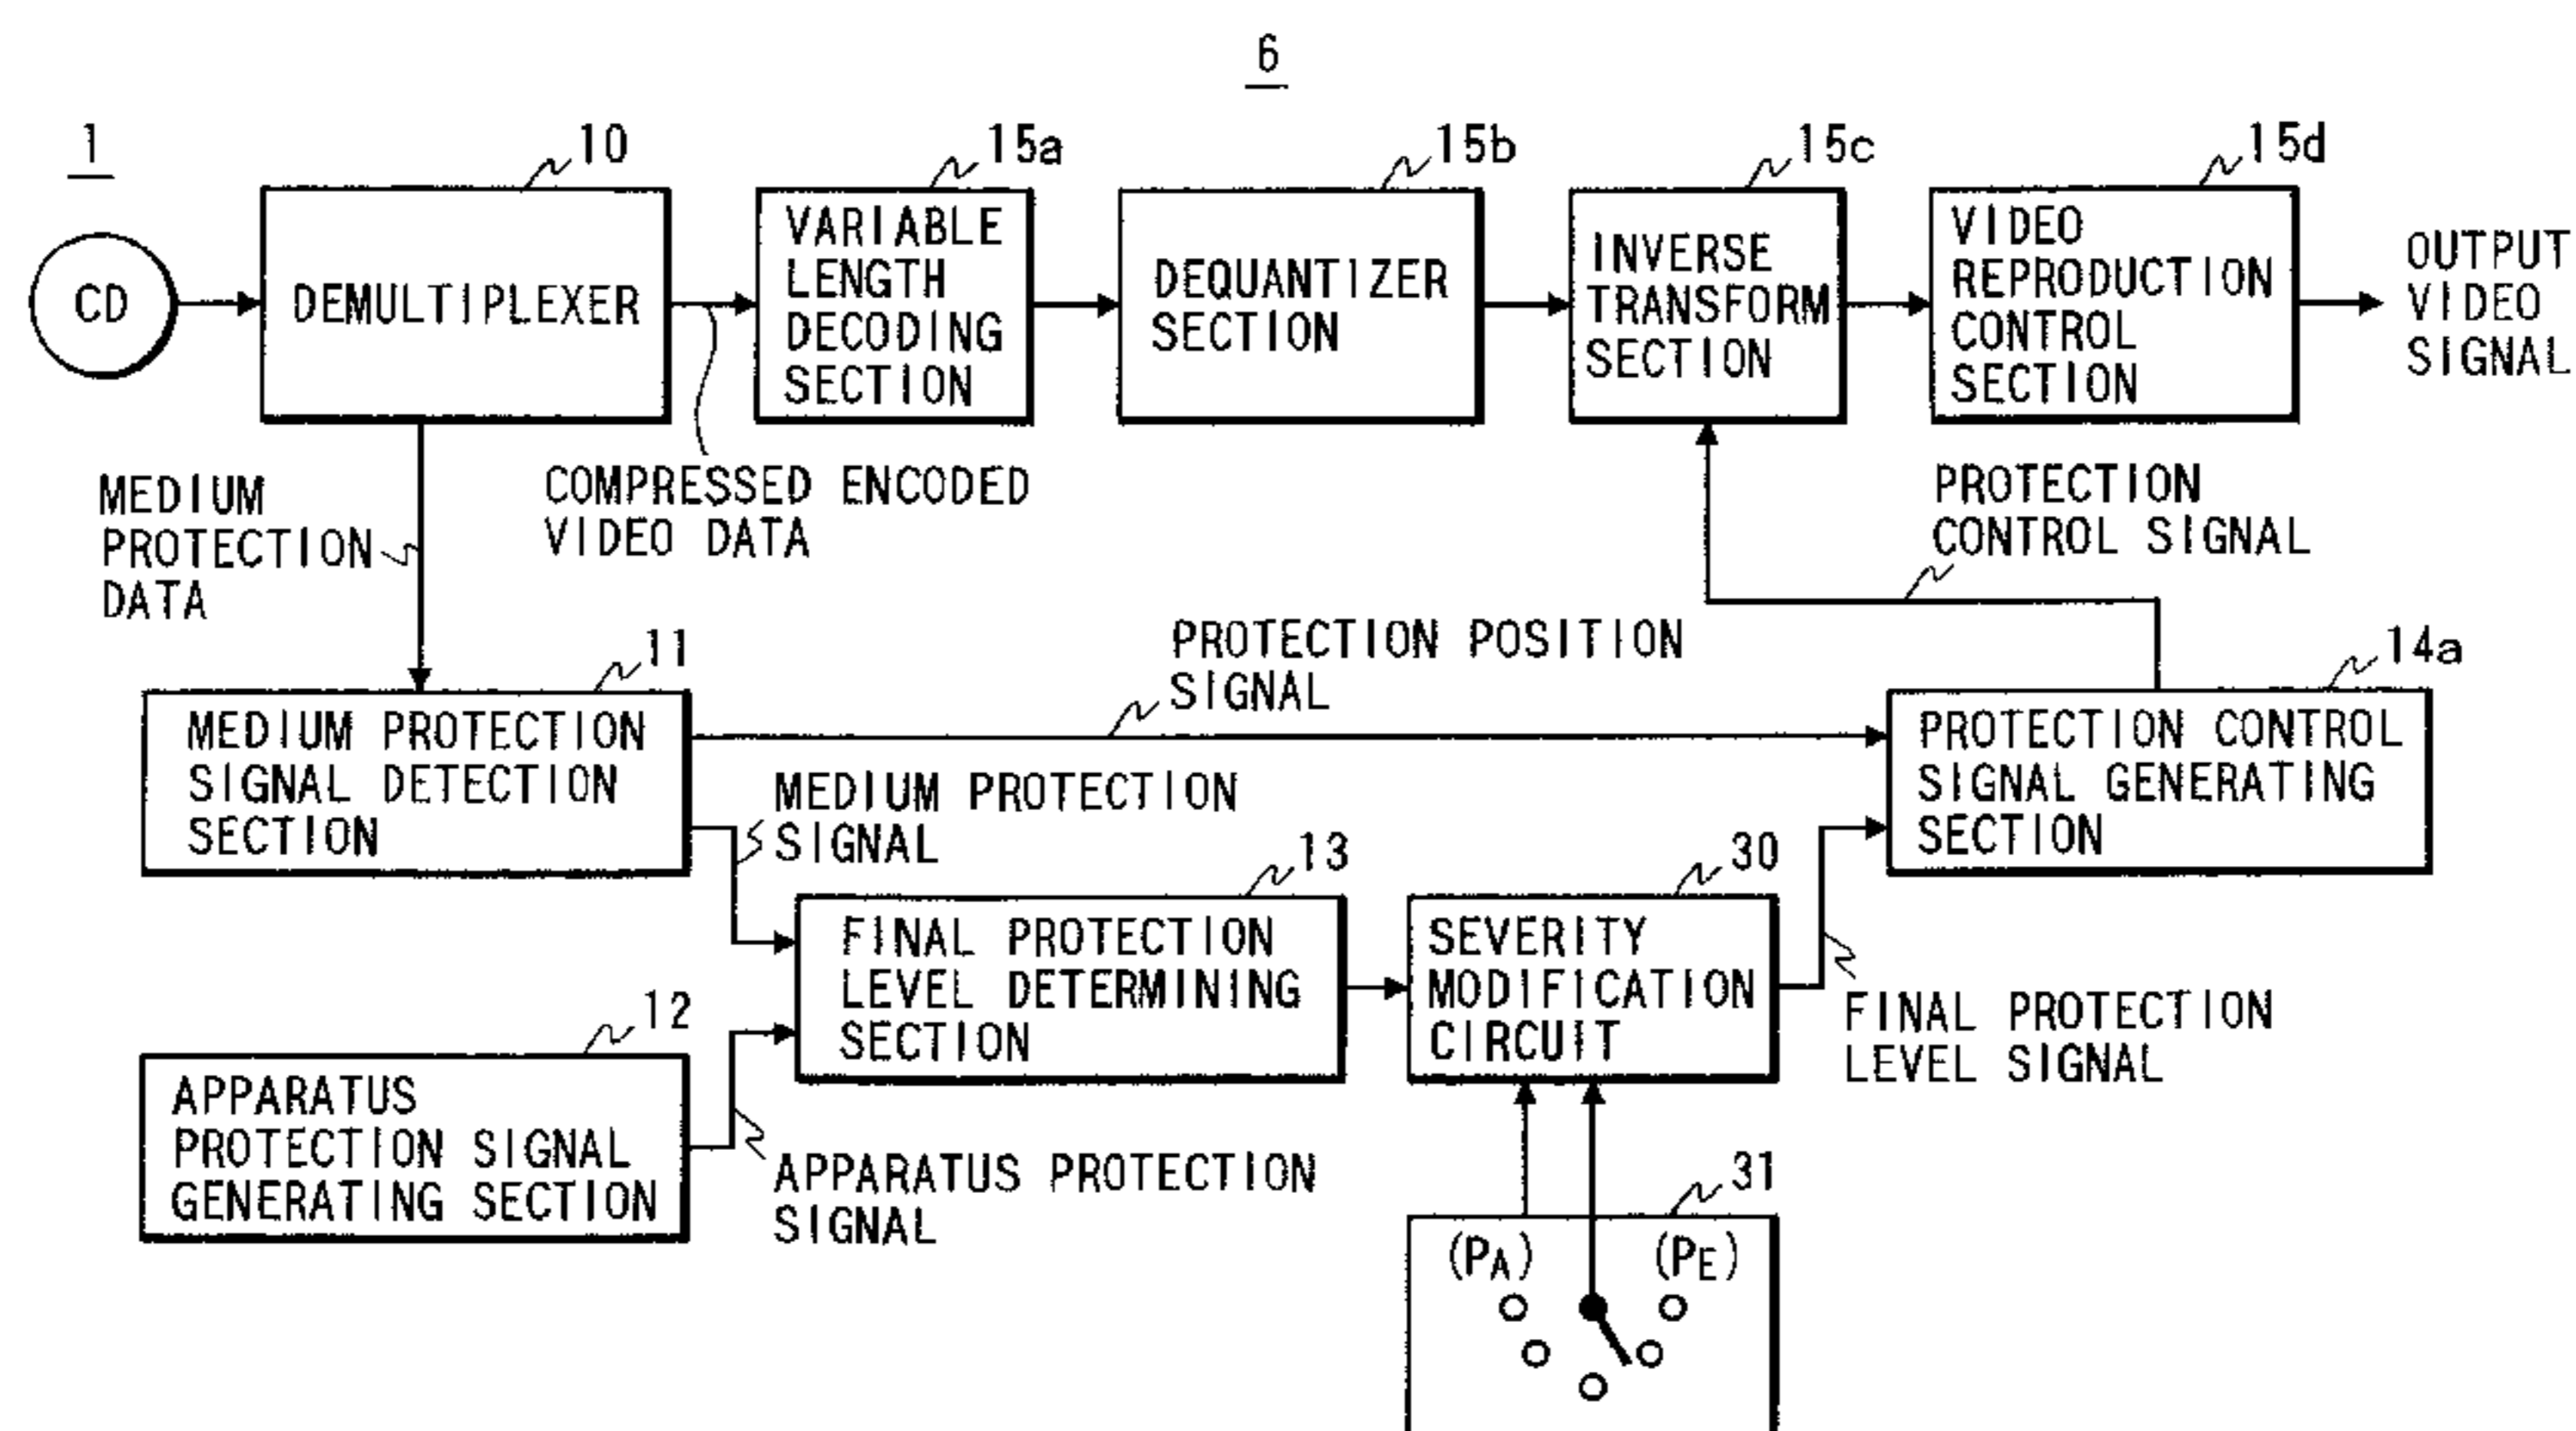 6
1
10
15a
15b
15c
15d
CD
DEMULTIPLEXER
VARIABLE
LENGTH
DECODING
SECTION
DEQUANTIZER
SECTION
INVERSE
TRANSFORM
SECTION
VIDEO
REPRODUCTION
CONTROL
SECTION
OUTPUT
VIDEO
SIGNAL
MEDIUM
PROTECTION
DATA
COMPRESSED ENCODED
VIDEO DATA
PROTECTION
CONTROL SIGNAL
11
PROTECTION POSITION
SIGNAL
14a
MEDIUM PROTECTION
SIGNAL DETECTION
SECTION
MEDIUM PROTECTION
SIGNAL
PROTECTION CONTROL
SIGNAL GENERATING
SECTION
13
30
FINAL PROTECTION
LEVEL DETERMINING
SECTION
SEVERITY
MODIFICATION
CIRCUIT
FINAL PROTECTION
LEVEL SIGNAL
12
APPARATUS
PROTECTION SIGNAL
GENERATING SECTION
APPARATUS PROTECTION
SIGNAL
31
(PA)
(PE)